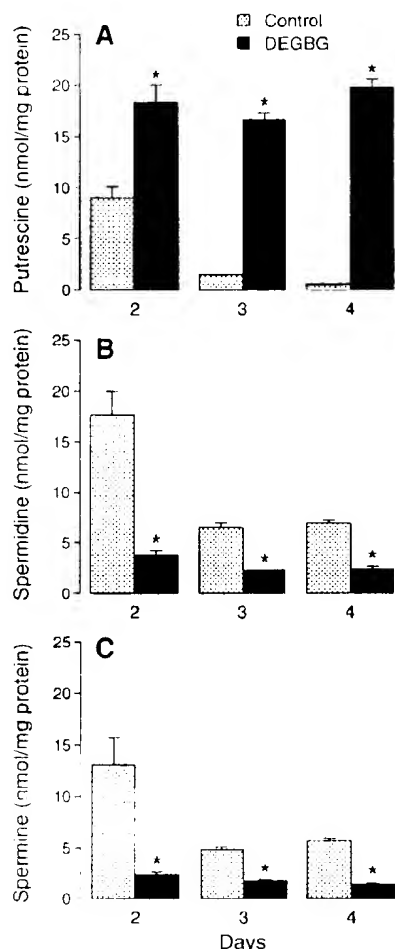 Control
DEGBG
A
Putrescine (nmol/mg protein)
25
20
15
10
5
0
*
*
*
2 3 4
B
Spermidine (nmol/mg protein)
25
20
15
10
5
0
*
*
*
2 3 4
C
Spermine (nmol/mg protein)
25
20
15
10
5
0
*
*
*
2 3 4
Days